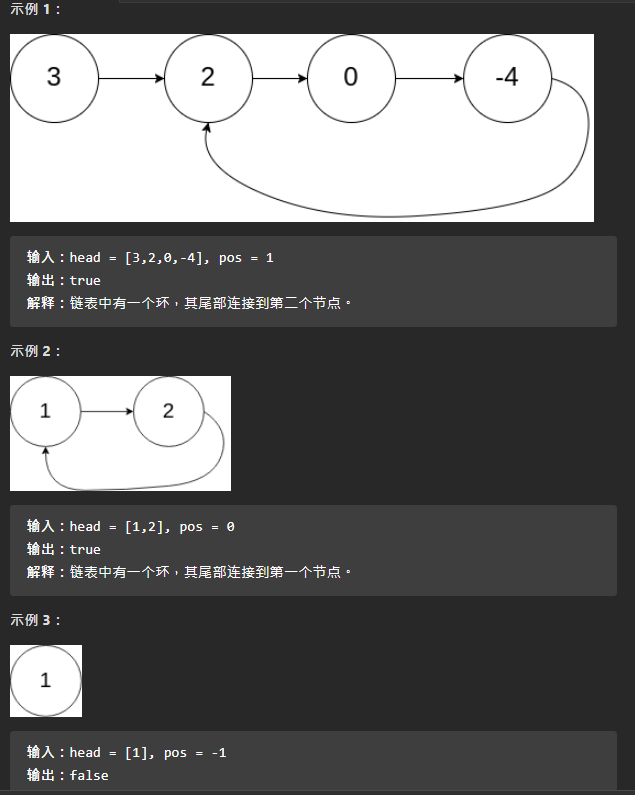 示例 1：
3
2
0
-4
输入：head = [3,2,0,-4], pos = 1
输出：true
解释：链表中有一个环，其尾部连接到第二个节点。
示例 2：
1
2
输入：head = [1,2], pos = 0
输出：true
解释：链表中有一个环，其尾部连接到第一个节点。
示例 3：
1
输入：head = [1], pos = -1
输出：false